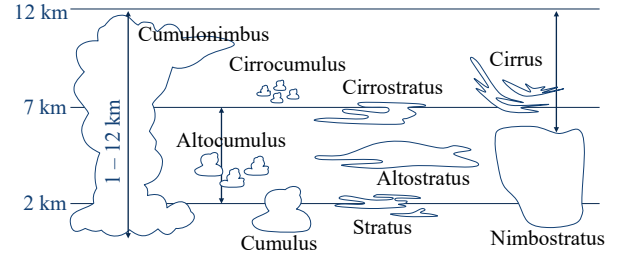 12 km
Cumulonimbus
Cirrocumulus
Cirrus
Cirrostratus
7 km
1 – 12 km
Altocumulus
Altostratus
2 km
Cumulus
Stratus
Nimbostratus